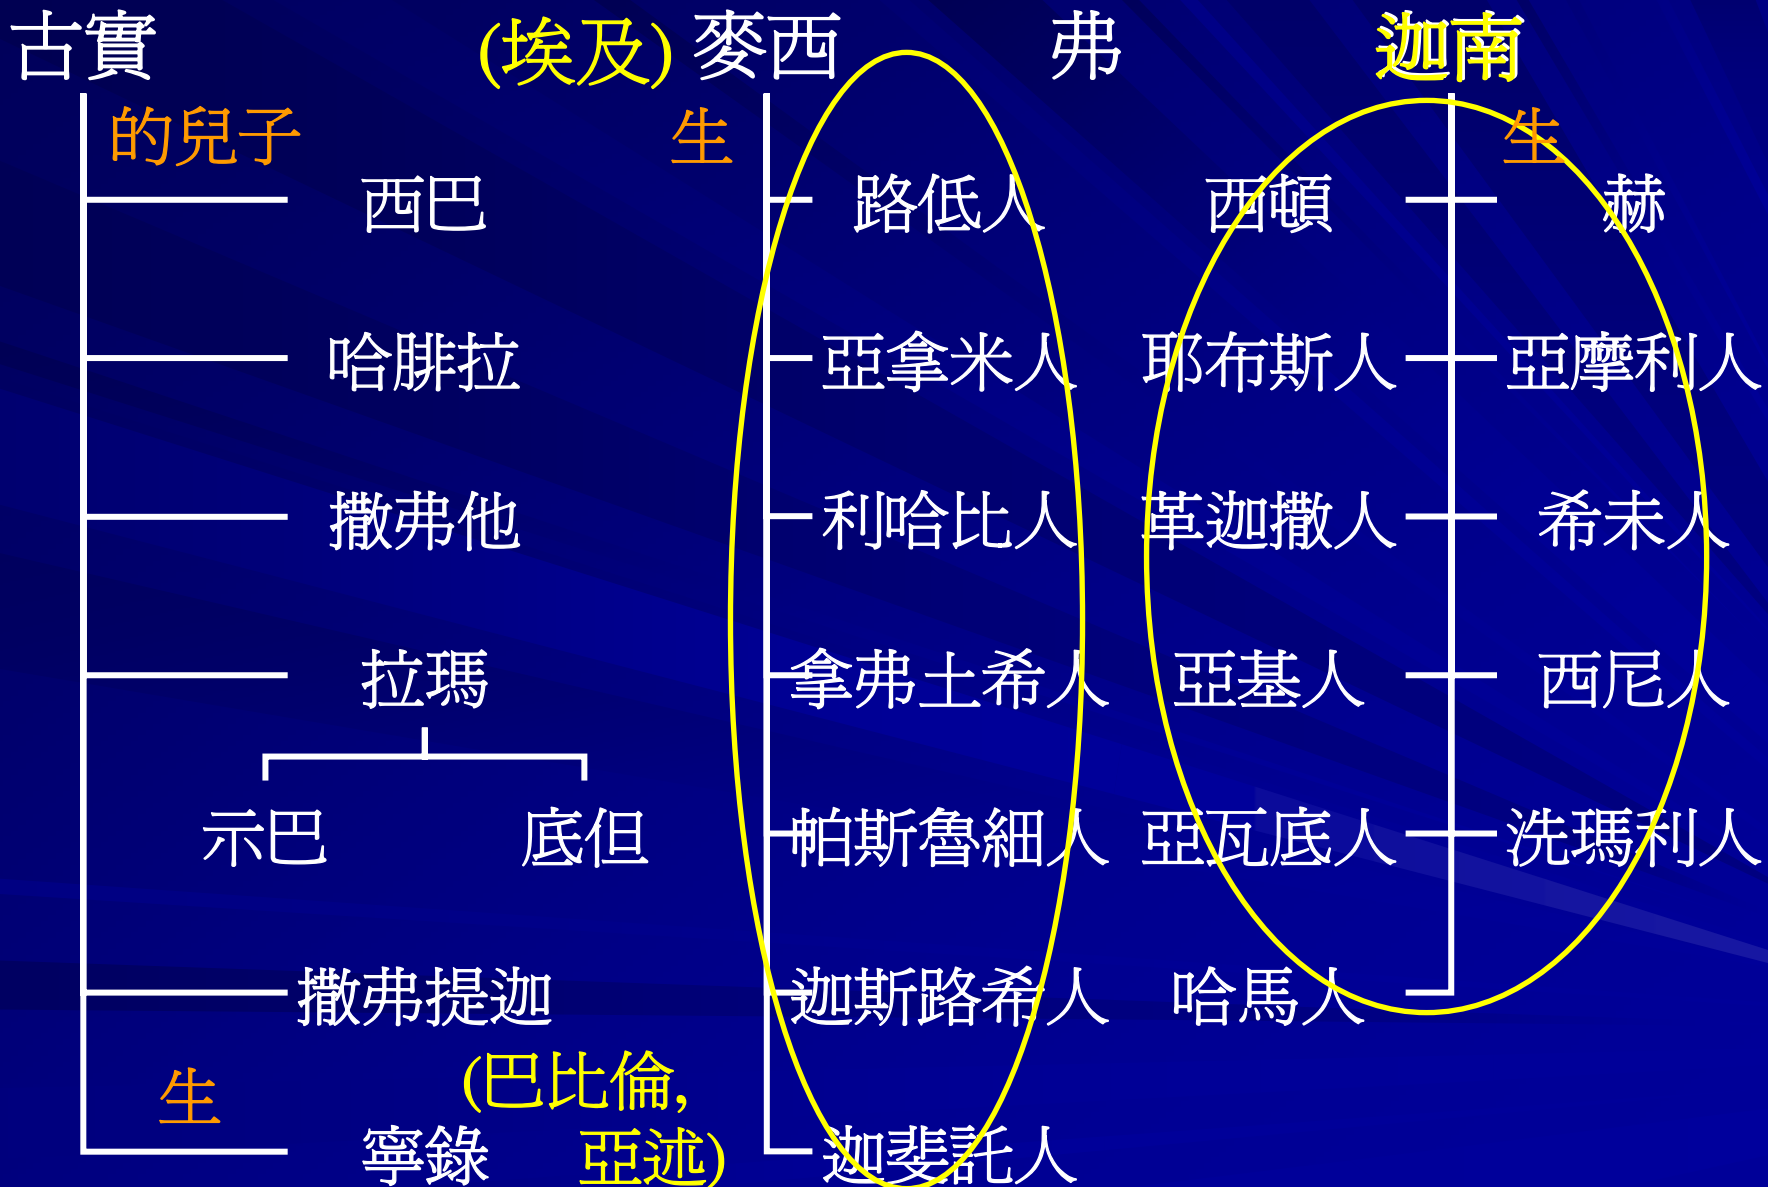 古實 (埃及) 麥西 弗 迦南
的兒子 生 生
西巴 路低人 西頓 赫
哈腓拉 亞拿米人 耶布斯人 亞摩利人
撒弗他 利哈比人 革迦撒人 希未人
拉瑪 拿弗土希人 亞基人 西尼人
示巴 底但 帕斯魯細人 亞瓦底人 洗瑪利人
撒弗提迦 迦斯路希人 哈馬人
生 (巴比倫,
寧錄 亞述) 迦斐託人